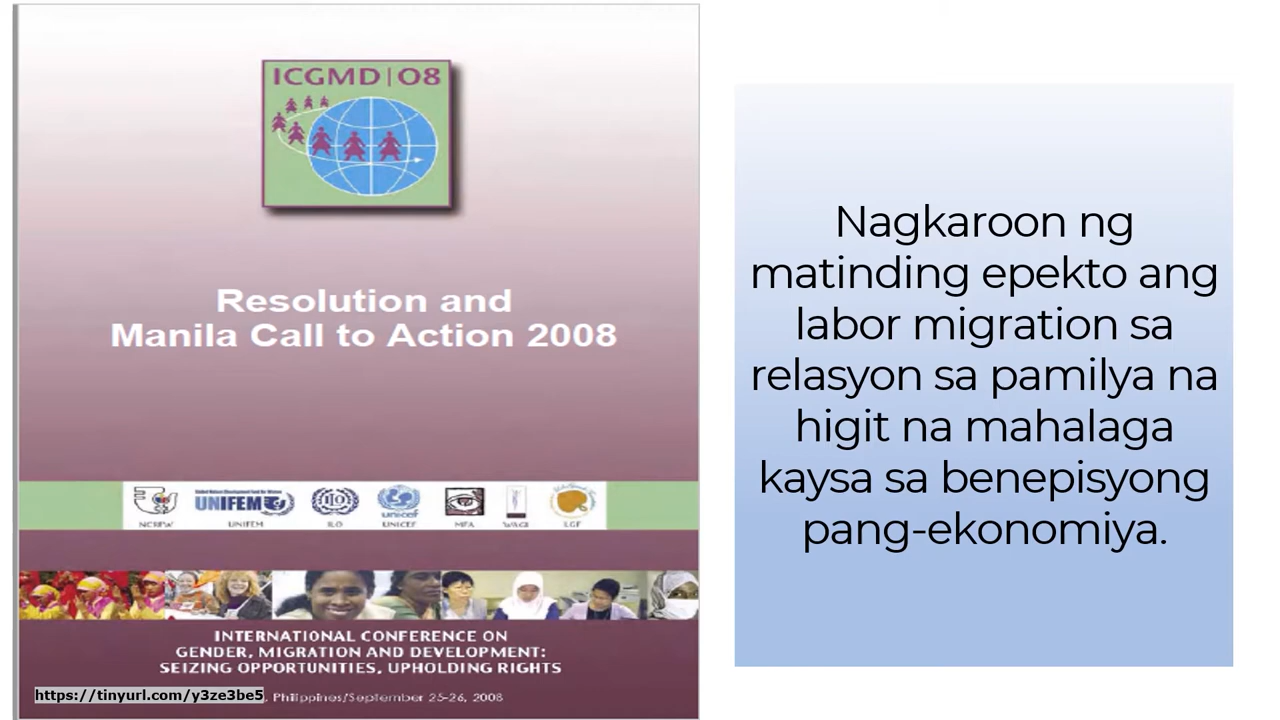 ICGMD|08
Resolution and
Manila Call to Action 2008
UNIFEM
NCRFW
UNIFEM
ILO
unicef
UNICEF
MFA
WAGI
LGF
INTERNATIONAL CONFERENCE ON
GENDER, MIGRATION AND DEVELOPMENT:
SEIZING OPPORTUNITIES, UPHOLDING RIGHTS
https://tinyurl.com/y3ze3be5, Philippines/September 25-26, 2008
Nagkaroon ng
matinding epekto ang
labor migration sa
relasyon sa pamilya na
higit na mahalaga
kaysa sa benepisyong
pang-ekonomiya.